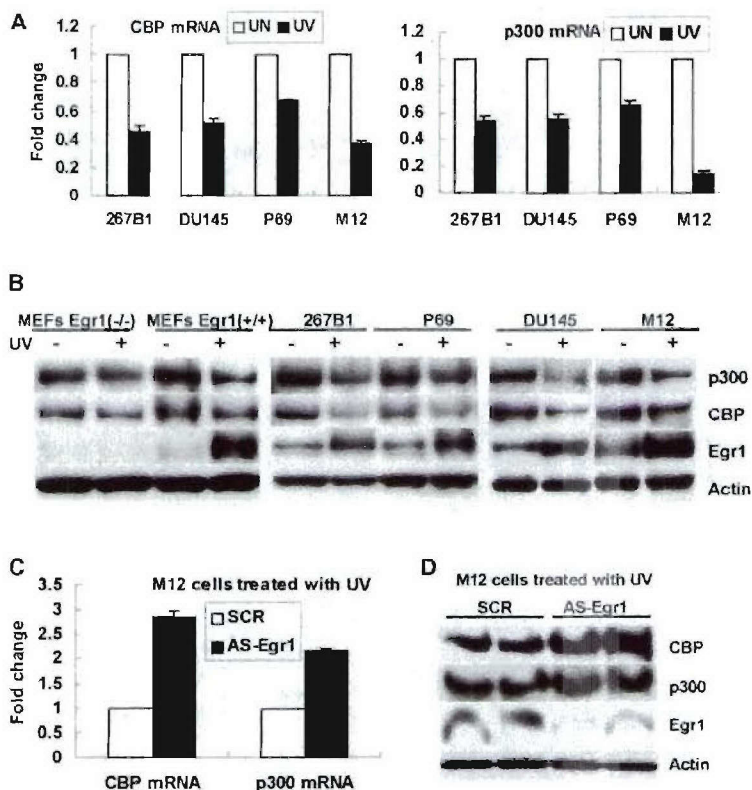 A
CBP mRNA
UN UV
Fold change
1.2
1
0.8
0.6
0.4
0.2
0
267B1 DU145 P69 M12
p300 mRNA
UN UV
1.2
1
0.8
0.6
0.4
0.2
0
267B1 DU145 P69 M12
B
MEFs Egr1(-/-) MEFs Egr1(+/+) 267B1 P69 DU145 M12
UV - + - + - + - + - + - +
p300
CBP
Egr1
Actin
C
M12 cells treated with UV
SCR
AS-Egr1
Fold change
3.5
3
2.5
2
1.5
1
0.5
0
CBP mRNA p300 mRNA
D
M12 cells treated with UV
SCR AS-Egr1
CBP
p300
Egr1
Actin